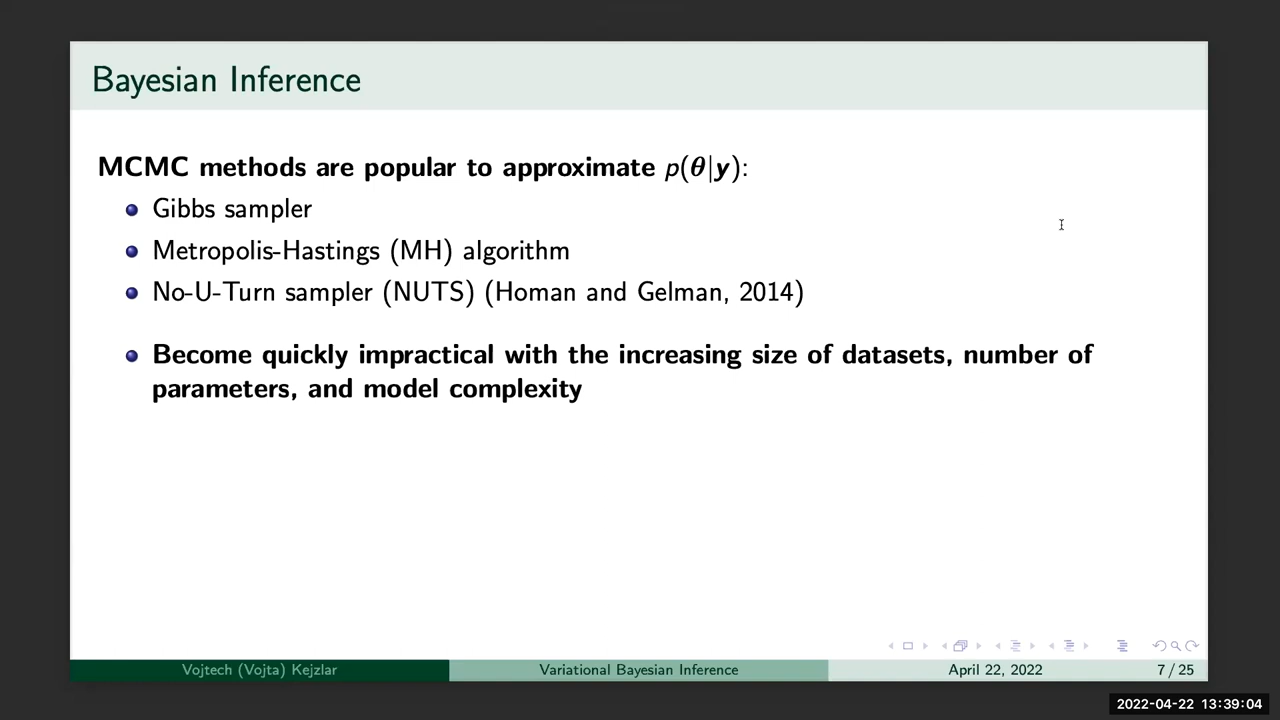 Bayesian Inference
MCMC methods are popular to approximate p(θ|y):
Gibbs sampler
Metropolis-Hastings (MH) algorithm
No-U-Turn sampler (NUTS) (Homan and Gelman, 2014)
Become quickly impractical with the increasing size of datasets, number of
parameters, and model complexity
Vojtech (Vojta) Kejzlar
Variational Bayesian Inference
April 22, 2022
7 / 25
2022-04-22 13:39:04